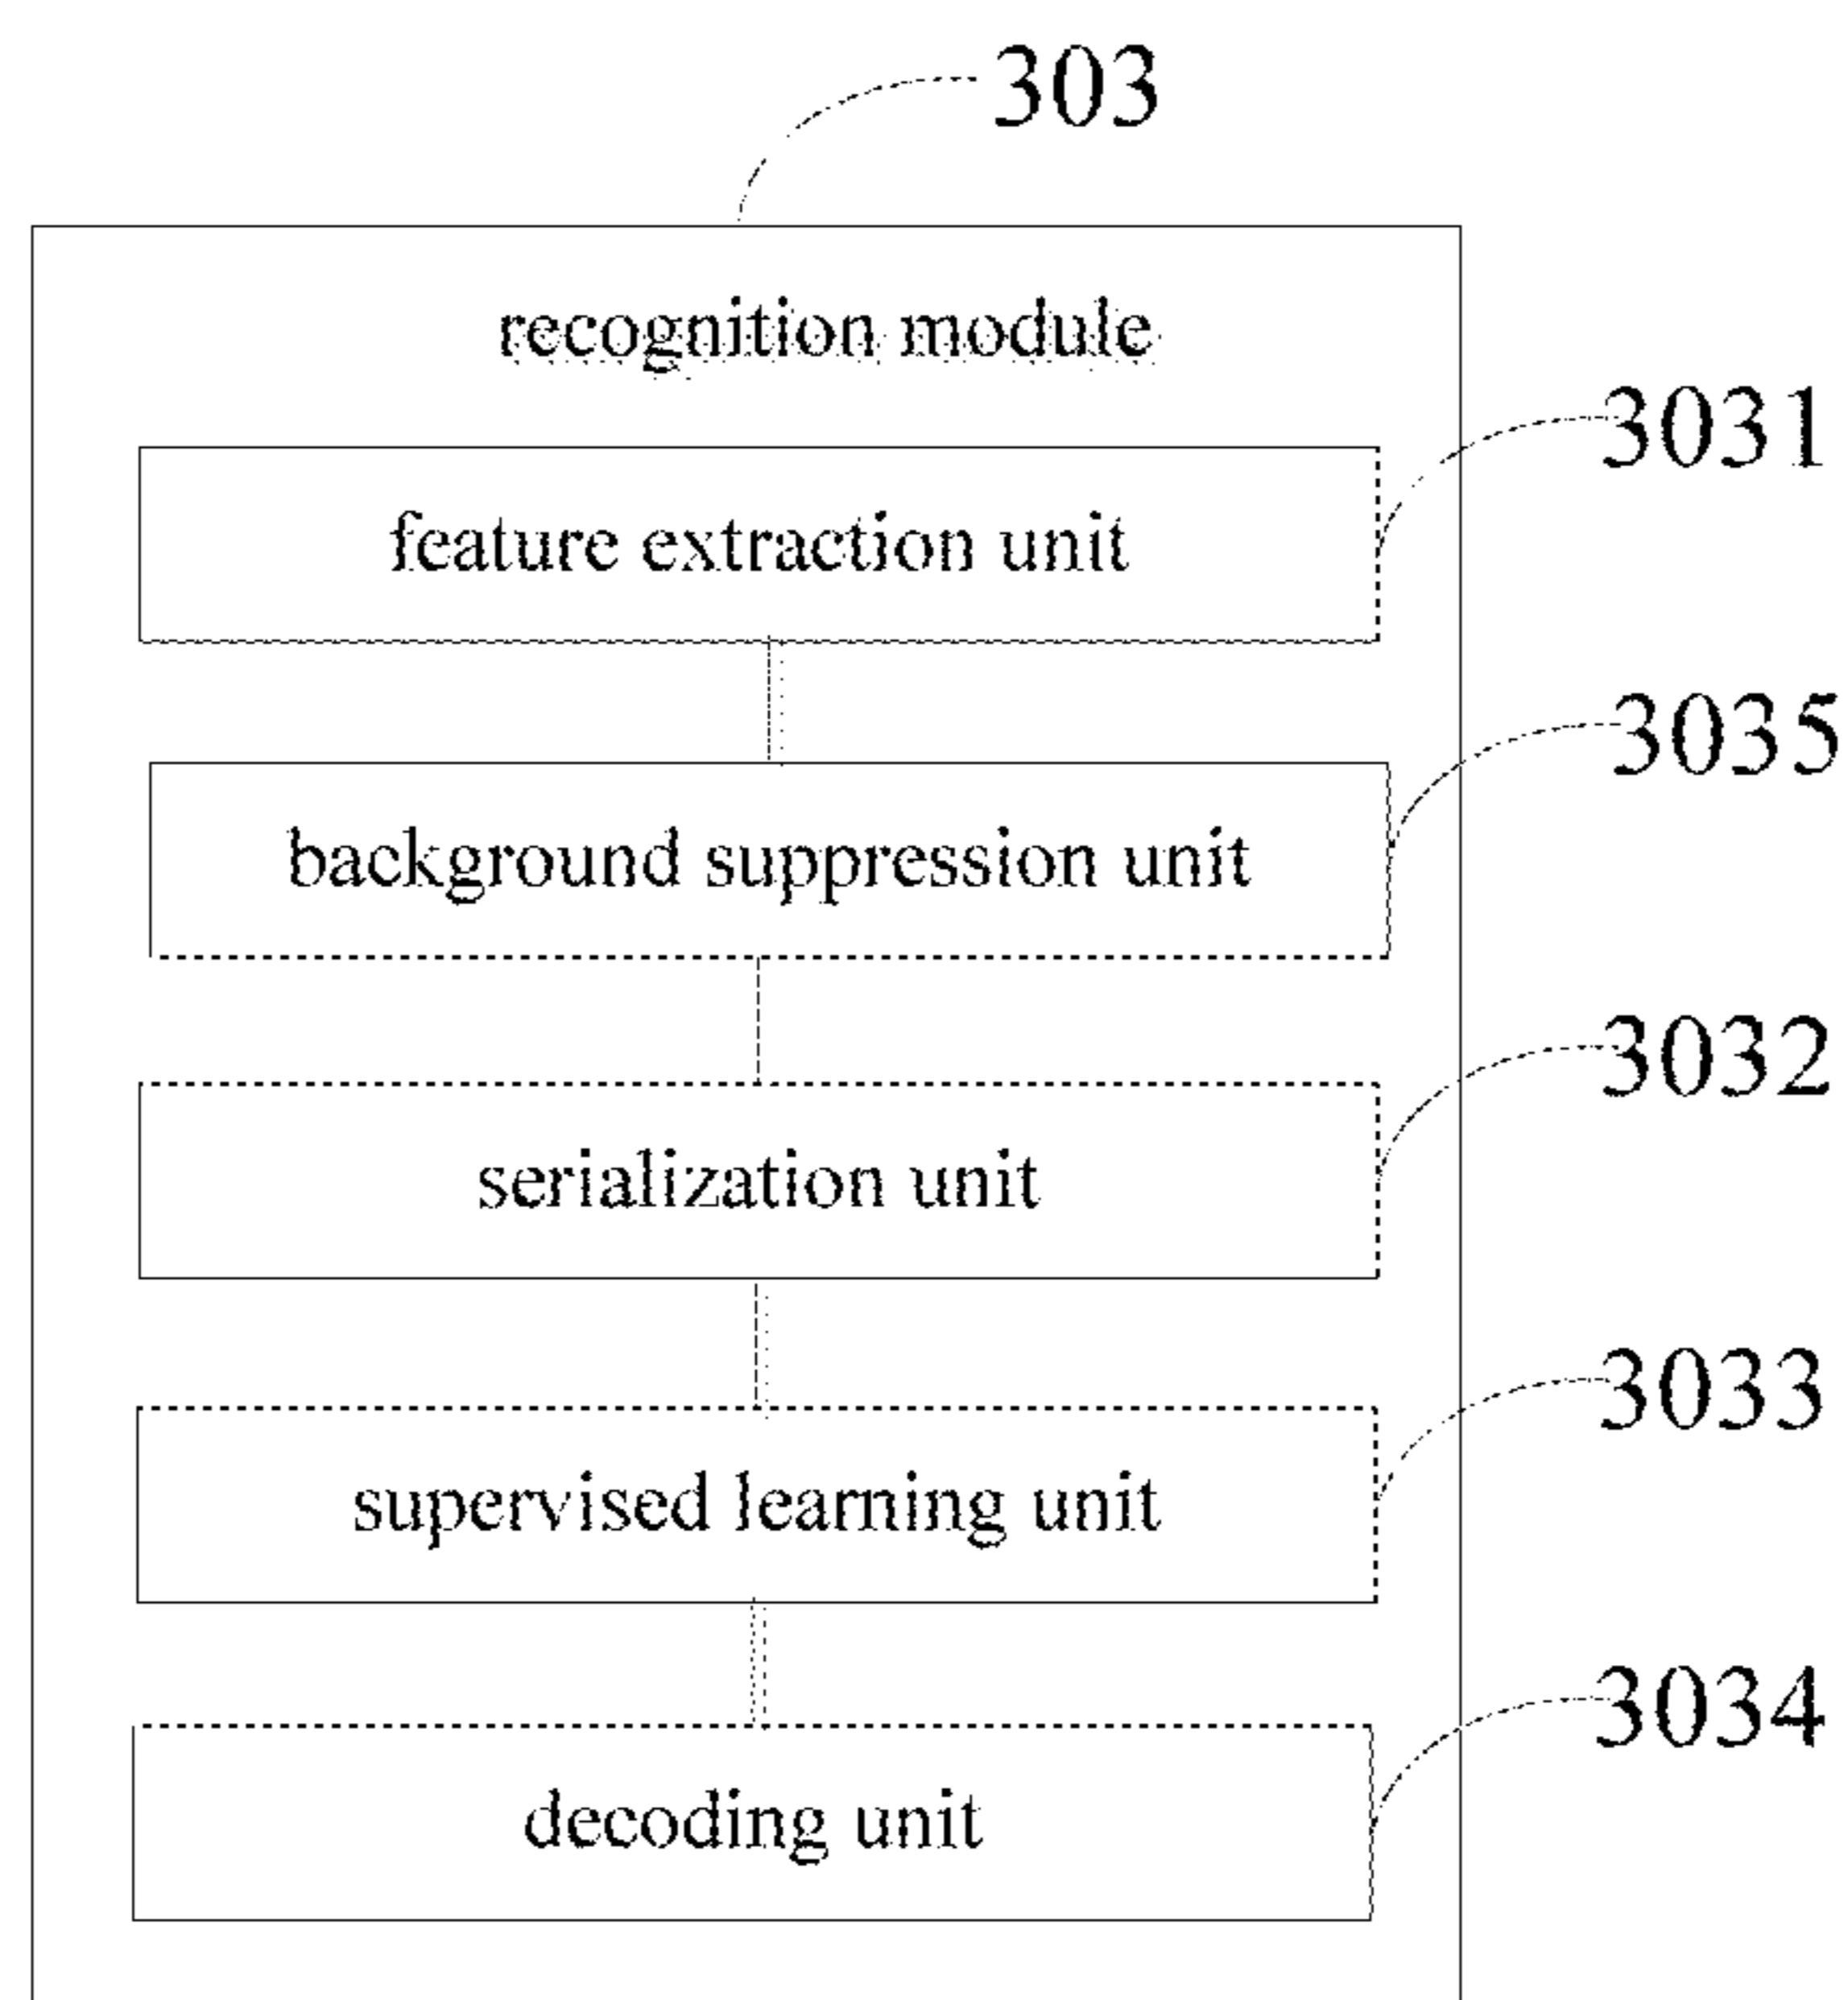 303
recognition module
3031
feature extraction unit
3035
background suppression unit
3032
serialization unit
3033
supervised learning unit
3034
decoding unit